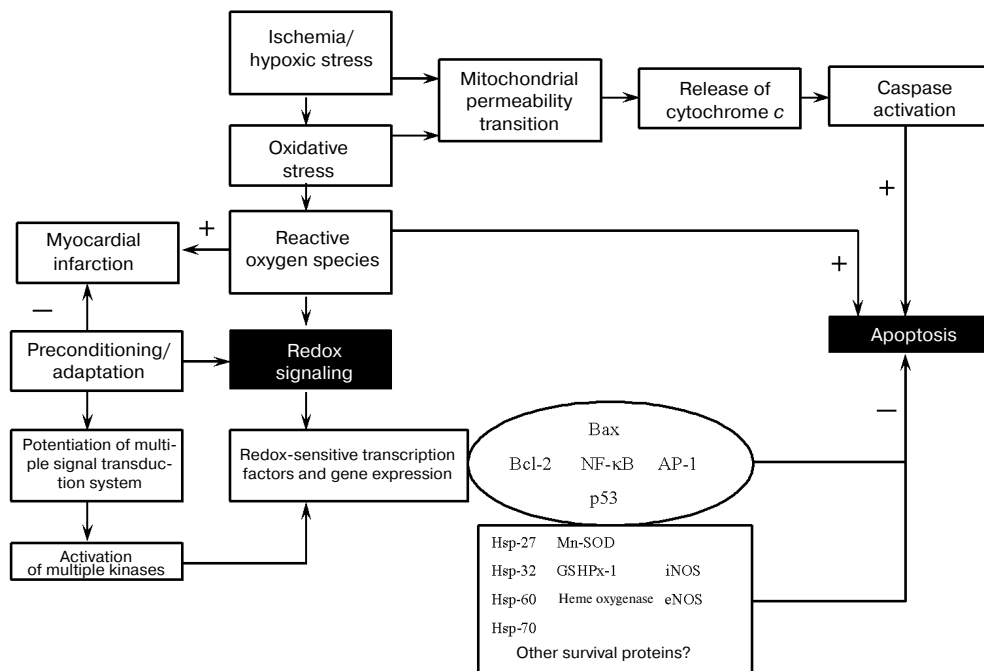 Ischemia/
hypoxic stress
Mitochondrial
permeability
transition
Release of
cytochrome c
Caspase
activation
Oxidative
stress
+
Myocardial
infarction
+
Reactive
oxygen species
+
−
Preconditioning/
adaptation
Redox
signaling
Apoptosis
−
Potentiation of mult-
iple signal transduc-
tion system
Redox-sensitive transcription
factors and gene expression
Bax
Bcl-2 NF-κB AP-1
p53
Activation
of multiple kinases
Hsp-27 Mn-SOD
Hsp-32 GSHPx-1 iNOS
Hsp-60 Heme oxygenase eNOS
Hsp-70
Other survival proteins?